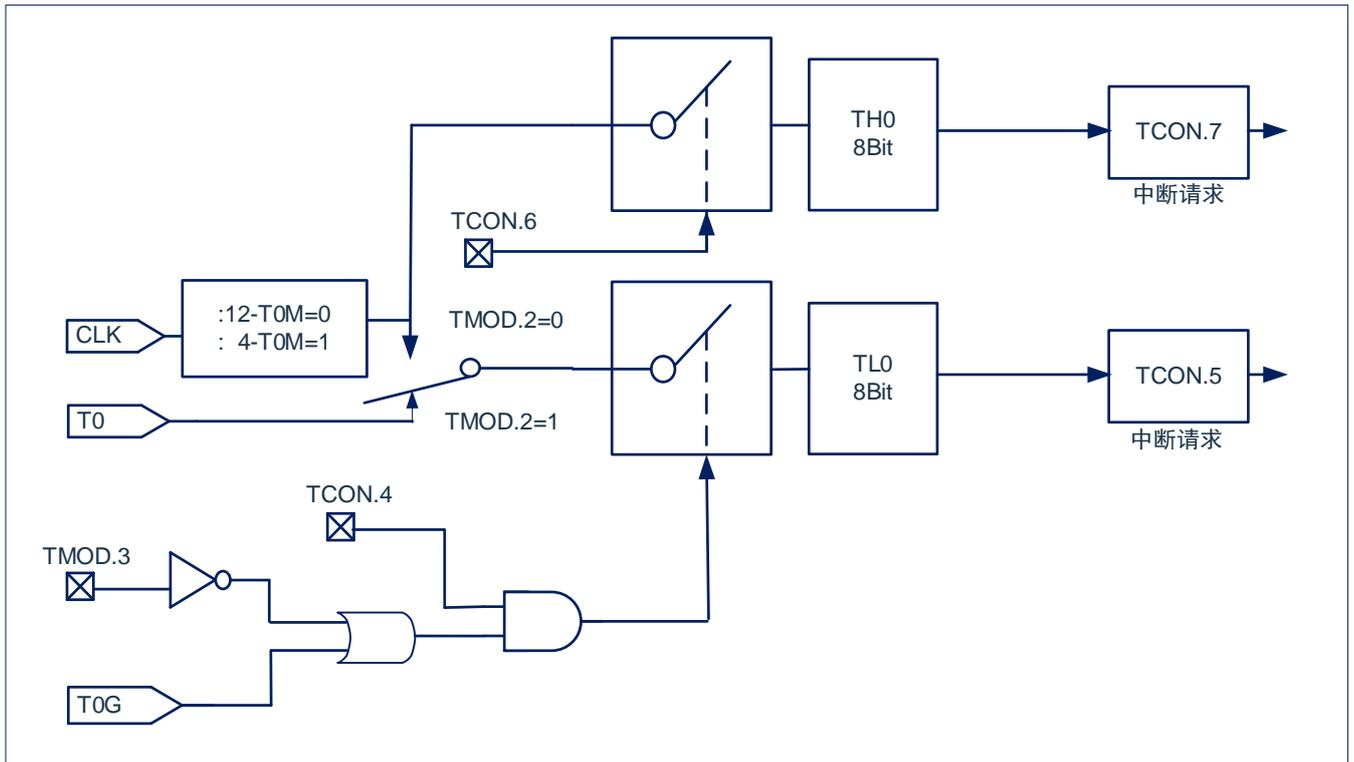 TH0
8Bit
TCON.7
中断请求
TCON.6
:12-T0M=0
: 4-T0M=1
CLK
TMOD.2=0
T0
TMOD.2=1
TL0
8Bit
TCON.5
中断请求
TCON.4
TMOD.3
T0G